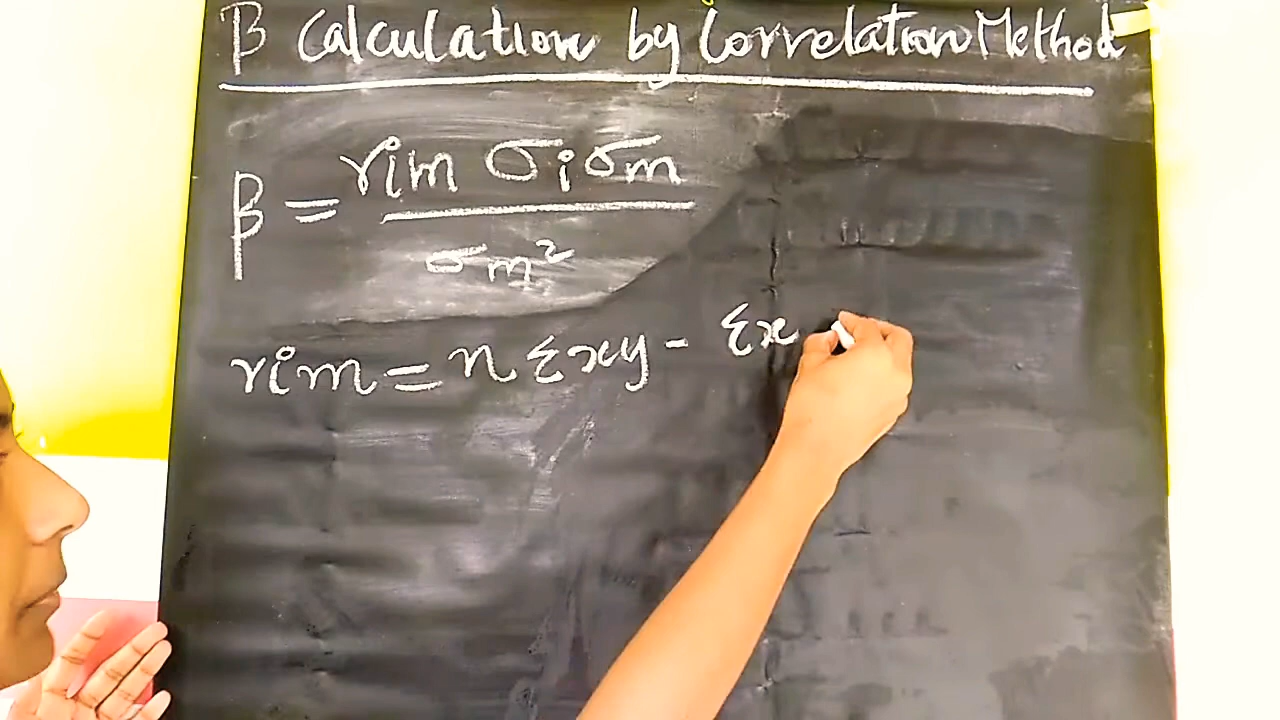 β Calculation by Correlation Method
β = rim σi σm
σm²
rim = n Σxy - Σx